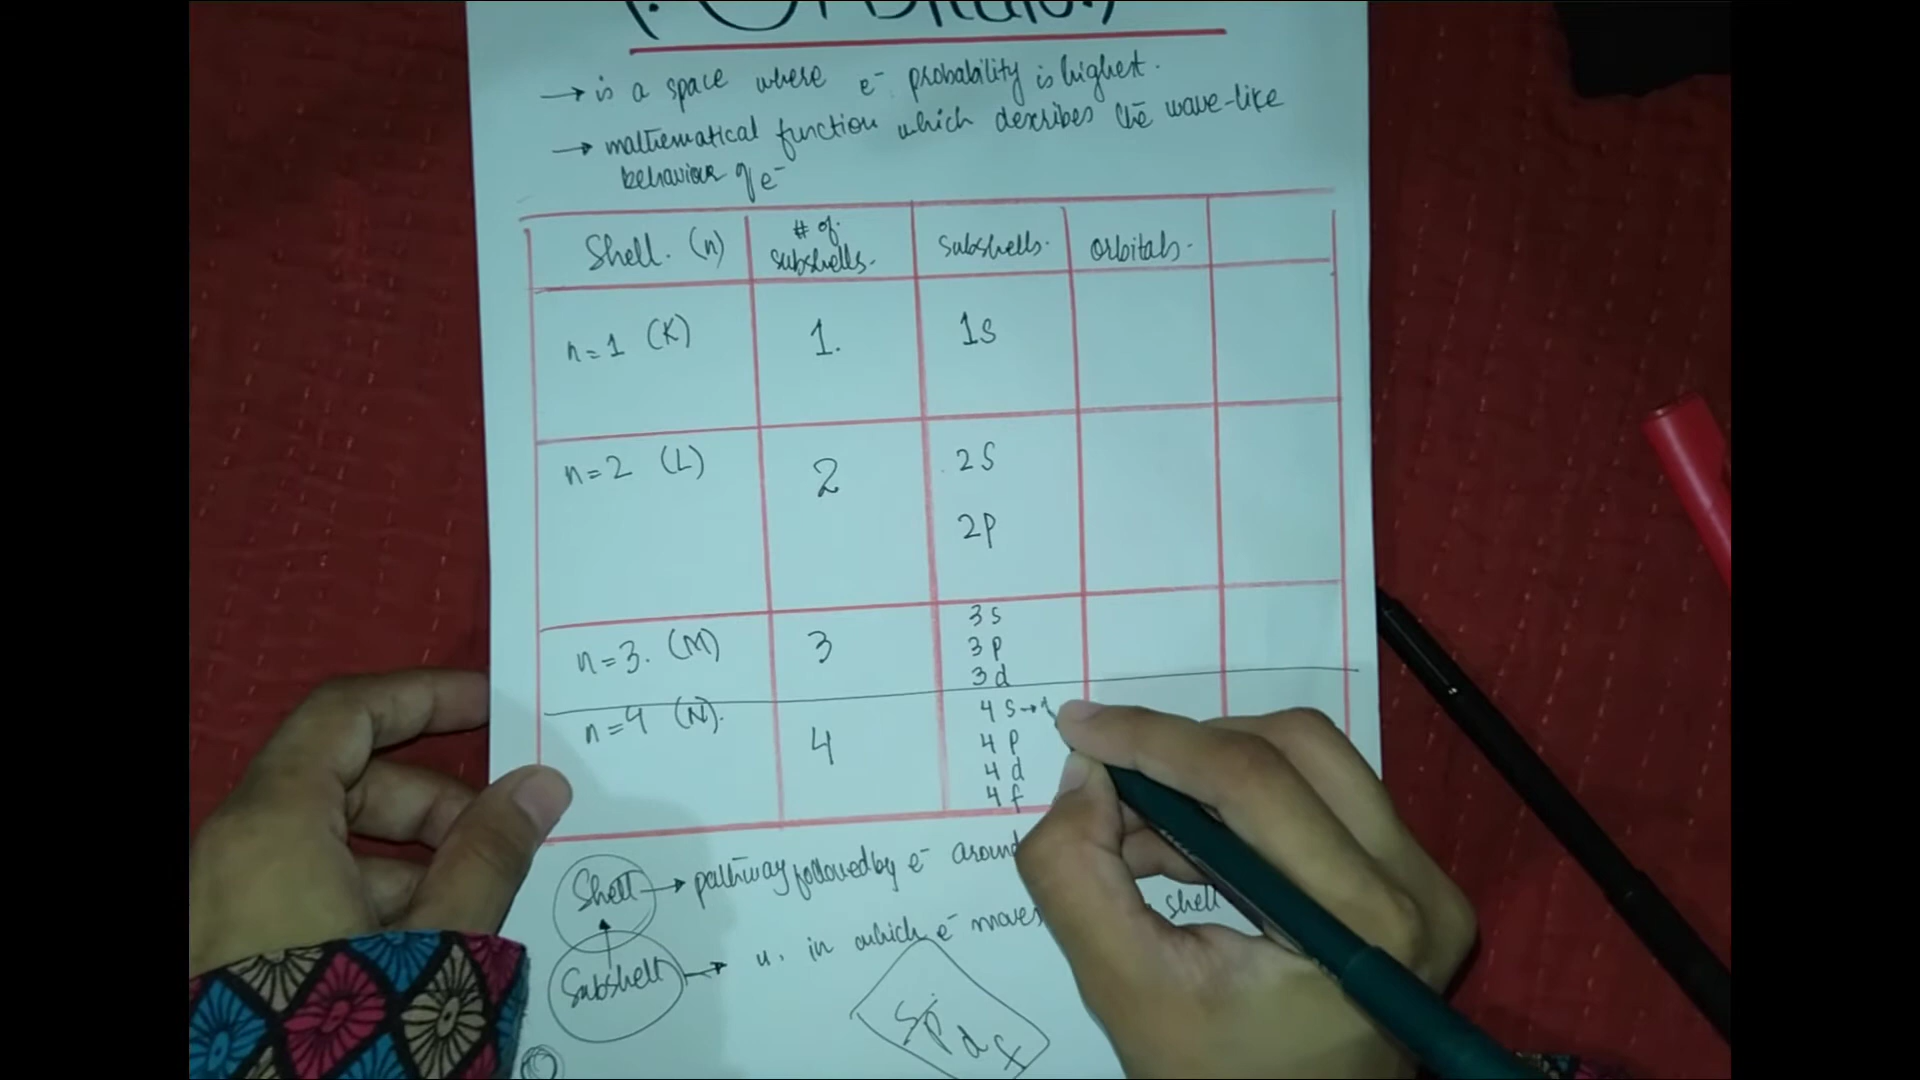 → is a space where e⁻ probability is highest.
→ mathematical function which describes the wave-like
behaviour of e⁻
Shell. (n)
# of
subshells.
Subshells.
orbitals.
n=1 (K)
1.
1s
n=2 (L)
2
2s
2p
n=3. (M)
3
3s
3p
3d
n=4 (N).
4
4s→1
4p
4d
4f
Shell → pathway followed by e⁻ around
Subshell → u. in which e⁻ moves shell
s p d f